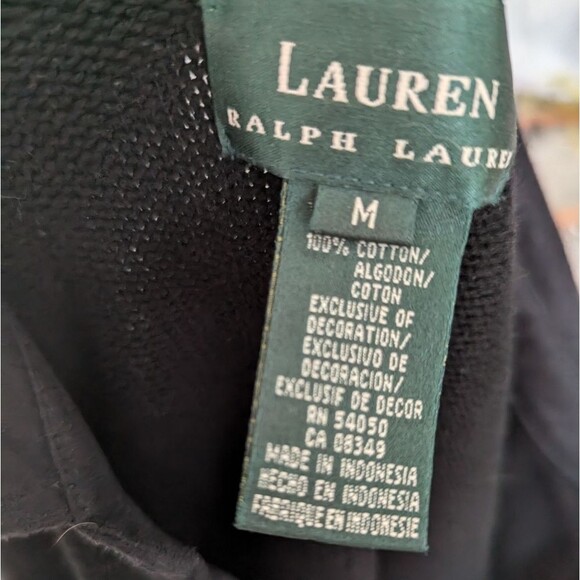 LAUREN
RALPH LAUREN
M
100% COTTON/
ALGODON/
COTON
EXCLUSIVE OF
DECORATION/
EXCLUSIVO DE
DECORACION/
EXCLUSIF DE DECOR
RN 54050
CA 08349
MADE IN INDONESIA
HECHO EN INDONESIA
FABRIQUE EN INDONESIE